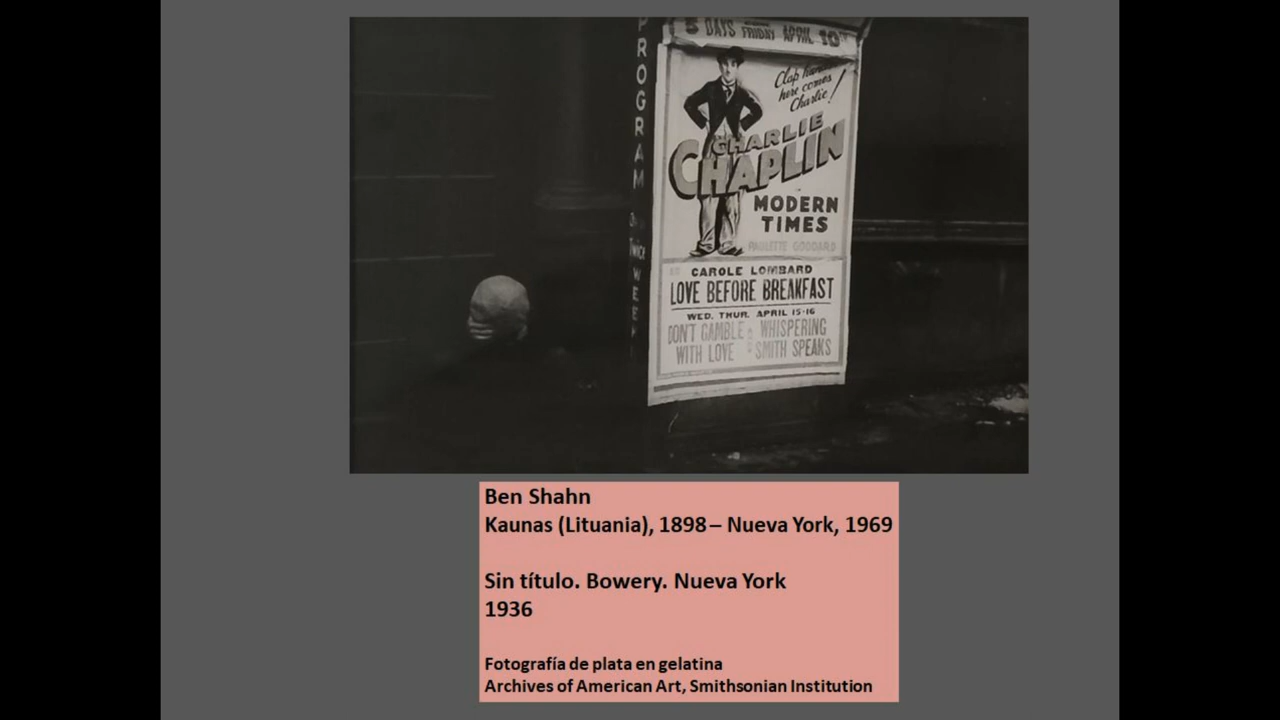 PROGRAM
TWICE
WEEK
5 DAYS FRIDAY APRIL 10TH
Clap hands
here comes
Charlie!
CHARLIE
CHAPLIN
MODERN
TIMES
PAULETTE GODDARD
CAROLE LOMBARD
LOVE BEFORE BREAKFAST
WED. THUR. APRIL 15-16
DON'T GAMBLE WHISPERING
WITH LOVE SMITH SPEAKS
Ben Shahn
Kaunas (Lituania), 1898 – Nueva York, 1969
Sin título. Bowery. Nueva York
1936
Fotografía de plata en gelatina
Archives of American Art, Smithsonian Institution